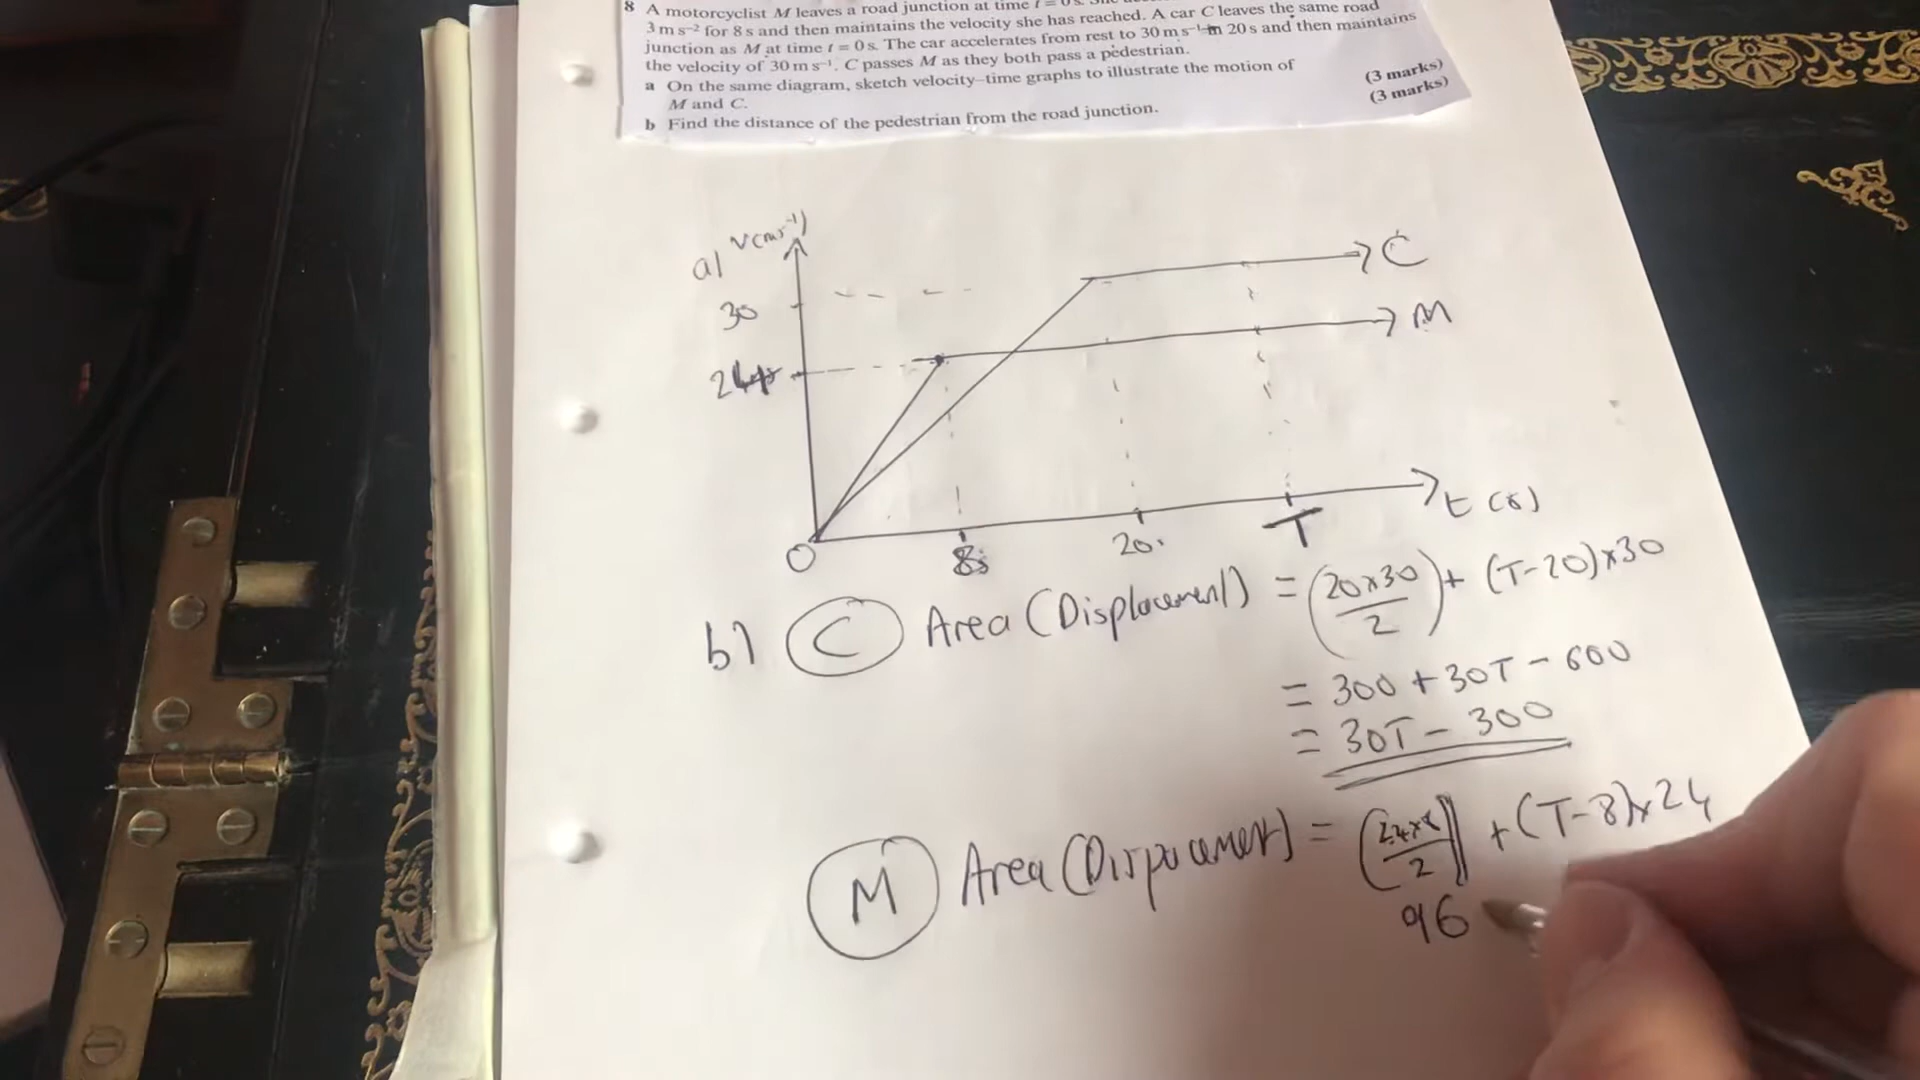 8 A motorcyclist M leaves a road junction at time t = 0 s. She
3 m s⁻² for 8 s and then maintains the velocity she has reached. A car C leaves the same road
junction as M at time t = 0 s. The car accelerates from rest to 30 m s⁻¹ in 20 s and then maintains
the velocity of 30 m s⁻¹. C passes M as they both pass a pedestrian.
a On the same diagram, sketch velocity–time graphs to illustrate the motion of
M and C. (3 marks)
b Find the distance of the pedestrian from the road junction. (3 marks)
a) V(ms⁻¹)
30
24
C
M
O
8s
20
T
t (s)
b) C Area (Displacement) = (20×30/2) + (T-20)×30
= 300 + 30T - 600
= 30T - 300
M Area (Displacement) = (24×8/2) + (T-8)×24
96